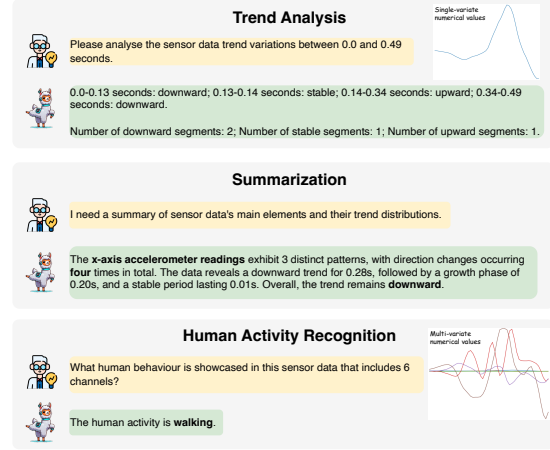 Trend Analysis
Single-variate
numerical values
Please analyse the sensor data trend variations between 0.0 and 0.49
seconds.
0.0-0.13 seconds: downward; 0.13-0.14 seconds: stable; 0.14-0.34 seconds: upward; 0.34-0.49
seconds: downward.
Number of downward segments: 2; Number of stable segments: 1; Number of upward segments: 1.
Summarization
I need a summary of sensor data's main elements and their trend distributions.
The x-axis accelerometer readings exhibit 3 distinct patterns, with direction changes occurring
four times in total. The data reveals a downward trend for 0.28s, followed by a growth phase of
0.20s, and a stable period lasting 0.01s. Overall, the trend remains downward.
Human Activity Recognition
Multi-variate
numerical values
What human behaviour is showcased in this sensor data that includes 6
channels?
The human activity is walking.